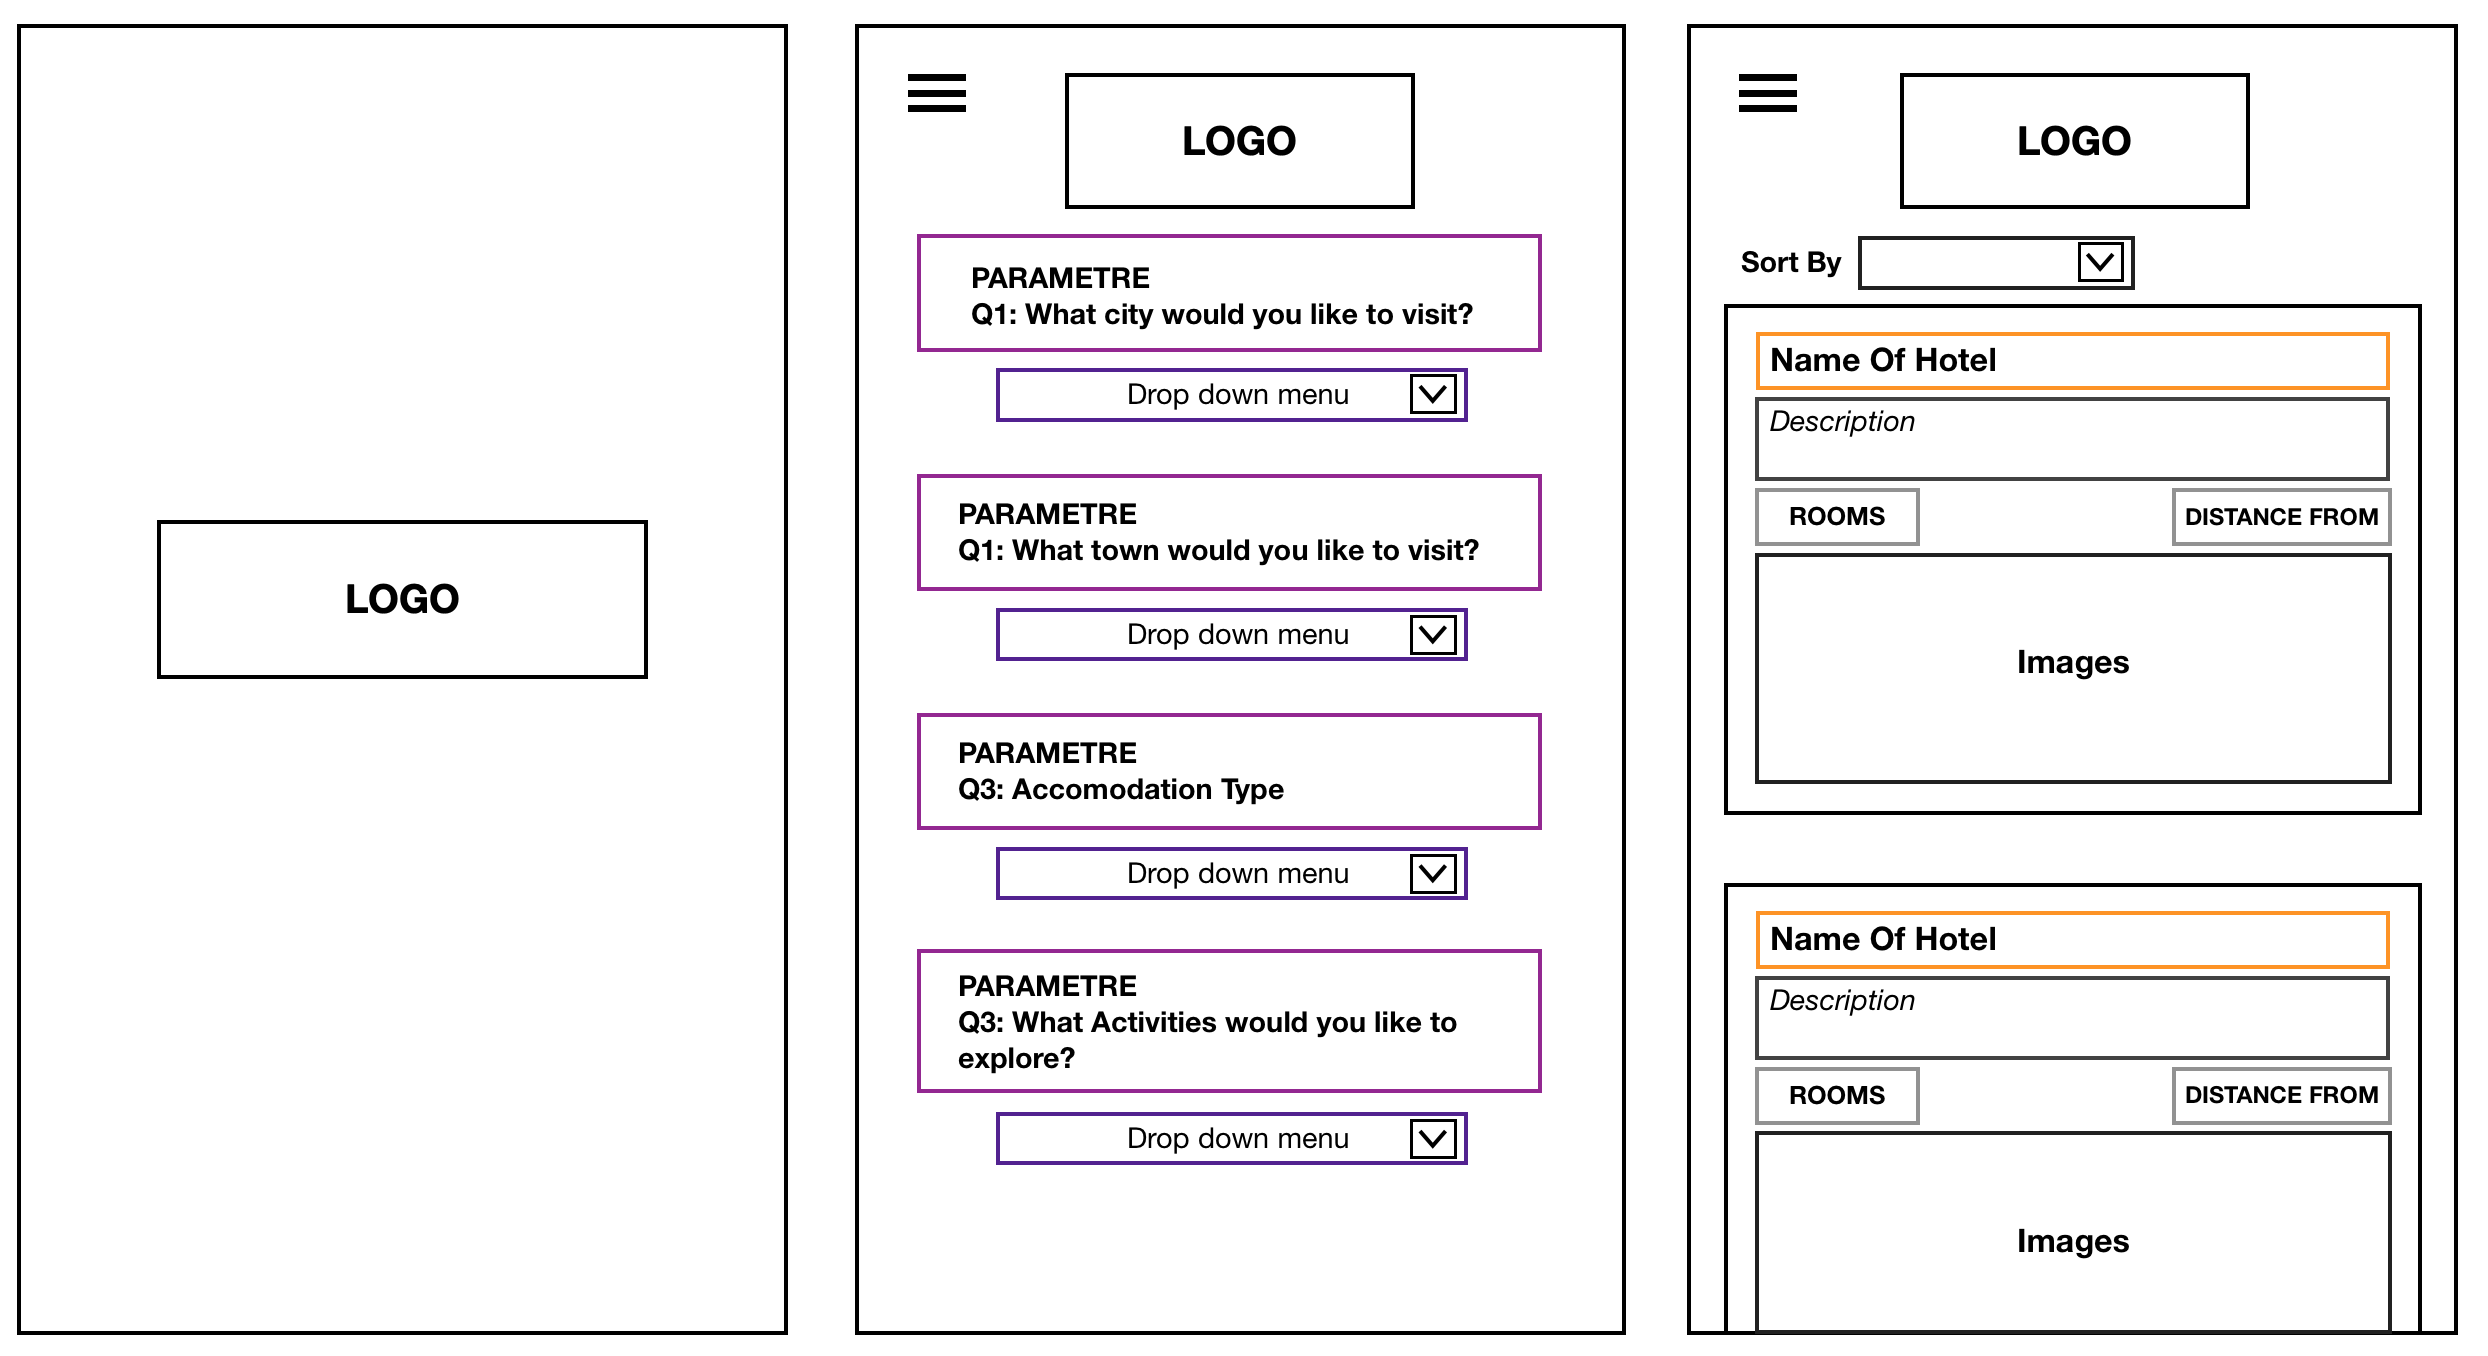 LOGO
LOGO
PARAMETRE
Q1: What city would you like to visit?
Drop down menu
PARAMETRE
Q1: What town would you like to visit?
Drop down menu
PARAMETRE
Q3: Accomodation Type
Drop down menu
PARAMETRE
Q3: What Activities would you like to
explore?
Drop down menu
LOGO
Sort By
Name Of Hotel
Description
ROOMS
DISTANCE FROM
Images
Name Of Hotel
Description
ROOMS
DISTANCE FROM
Images